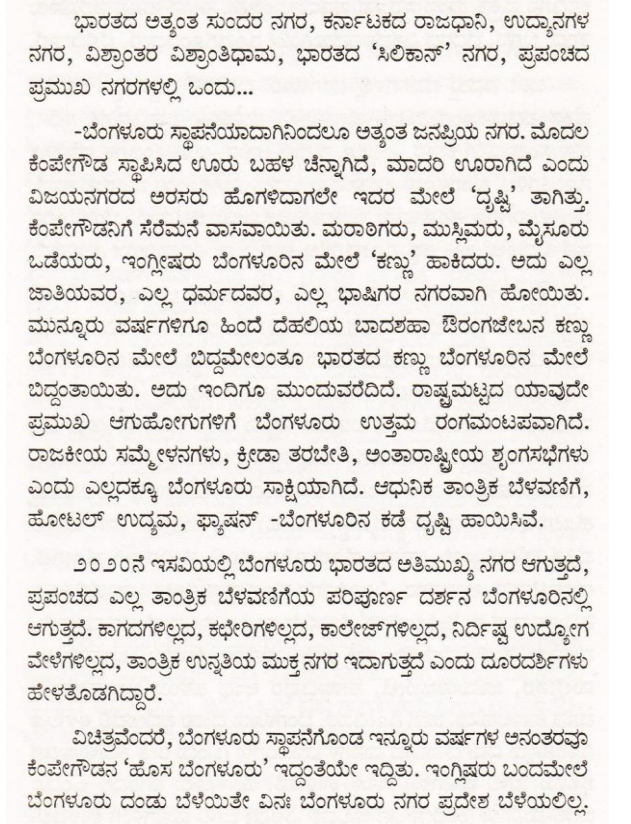 ಭಾರತದ ಅತ್ಯಂತ ಸುಂದರ ನಗರ, ಕರ್ನಾಟಕದ ರಾಜಧಾನಿ, ಉದ್ಯಾನಗಳ
ನಗರ, ವಿಶ್ರಾಂತರ ವಿಶ್ರಾಂತಿಧಾಮ, ಭಾರತದ ‘ಸಿಲಿಕಾನ್’ ನಗರ, ಪ್ರಪಂಚದ
ಪ್ರಮುಖ ನಗರಗಳಲ್ಲಿ ಒಂದು...
-ಬೆಂಗಳೂರು ಸ್ಥಾಪನೆಯಾದಾಗಿನಿಂದಲೂ ಅತ್ಯಂತ ಜನಪ್ರಿಯ ನಗರ. ಮೊದಲ
ಕೆಂಪೇಗೌಡ ಸ್ಥಾಪಿಸಿದ ಊರು ಬಹಳ ಚೆನ್ನಾಗಿದೆ, ಮಾದರಿ ಊರಾಗಿದೆ ಎಂದು
ವಿಜಯನಗರದ ಅರಸರು ಹೊಗಳಿದಾಗಲೇ ಇದರ ಮೇಲೆ ‘ದೃಷ್ಟಿ’ ತಾಗಿತ್ತು.
ಕೆಂಪೇಗೌಡನಿಗೆ ಸೆರೆಮನೆ ವಾಸವಾಯಿತು. ಮರಾಠಿಗರು, ಮುಸ್ಲಿಮರು, ಮೈಸೂರು
ಒಡೆಯರು, ಇಂಗ್ಲೀಷರು ಬೆಂಗಳೂರಿನ ಮೇಲೆ ‘ಕಣ್ಣು’ ಹಾಕಿದರು. ಅದು ಎಲ್ಲ
ಜಾತಿಯವರ, ಎಲ್ಲ ಧರ್ಮದವರ, ಎಲ್ಲ ಭಾಷಿಗರ ನಗರವಾಗಿ ಹೋಯಿತು.
ಮುನ್ನೂರು ವರ್ಷಗಳಿಗೂ ಹಿಂದೆ ದೆಹಲಿಯ ಬಾದಶಹಾ ಔರಂಗಜೇಬನ ಕಣ್ಣು
ಬೆಂಗಳೂರಿನ ಮೇಲೆ ಬಿದ್ದಮೇಲಂತೂ ಭಾರತದ ಕಣ್ಣು ಬೆಂಗಳೂರಿನ ಮೇಲೆ
ಬಿದ್ದಂತಾಯಿತು. ಅದು ಇಂದಿಗೂ ಮುಂದುವರೆದಿದೆ. ರಾಷ್ಟ್ರಮಟ್ಟದ ಯಾವುದೇ
ಪ್ರಮುಖ ಆಗುಹೋಗುಗಳಿಗೆ ಬೆಂಗಳೂರು ಉತ್ತಮ ರಂಗಮಂಟಪವಾಗಿದೆ.
ರಾಜಕೀಯ ಸಮ್ಮೇಳನಗಳು, ಕ್ರೀಡಾ ತರಬೇತಿ, ಅಂತಾರಾಷ್ಟ್ರೀಯ ಶೃಂಗಸಭೆಗಳು
ಎಂದು ಎಲ್ಲದಕ್ಕೂ ಬೆಂಗಳೂರು ಸಾಕ್ಷಿಯಾಗಿದೆ. ಆಧುನಿಕ ತಾಂತ್ರಿಕ ಬೆಳವಣಿಗೆ,
ಹೋಟಲ್ ಉದ್ಯಮ, ಫ್ಯಾಷನ್ -ಬೆಂಗಳೂರಿನ ಕಡೆ ದೃಷ್ಟಿ ಹಾಯಿಸಿವೆ.
೨೦೨೦ನೆ ಇಸವಿಯಲ್ಲಿ ಬೆಂಗಳೂರು ಭಾರತದ ಅತಿಮುಖ್ಯ ನಗರ ಆಗುತ್ತದೆ,
ಪ್ರಪಂಚದ ಎಲ್ಲ ತಾಂತ್ರಿಕ ಬೆಳವಣಿಗೆಯ ಪರಿಪೂರ್ಣ ದರ್ಶನ ಬೆಂಗಳೂರಿನಲ್ಲಿ
ಆಗುತ್ತದೆ. ಕಾಗದಗಳಿಲ್ಲದ, ಕಛೇರಿಗಳಿಲ್ಲದ, ಕಾಲೇಜ್‌ಗಳಿಲ್ಲದ, ನಿರ್ದಿಷ್ಟ ಉದ್ಯೋಗ
ವೇಳೆಗಳಿಲ್ಲದ, ತಾಂತ್ರಿಕ ಉನ್ನತಿಯ ಮುಕ್ತ ನಗರ ಇದಾಗುತ್ತದೆ ಎಂದು ದೂರದರ್ಶಿಗಳು
ಹೇಳತೊಡಗಿದ್ದಾರೆ.
ವಿಚಿತ್ರವೆಂದರೆ, ಬೆಂಗಳೂರು ಸ್ಥಾಪನೆಗೊಂಡ ಇನ್ನೂರು ವರ್ಷಗಳ ಅನಂತರವೂ
ಕೆಂಪೇಗೌಡನ ‘ಹೊಸ ಬೆಂಗಳೂರು’ ಇದ್ದಂತೆಯೇ ಇದ್ದಿತು. ಇಂಗ್ಲಿಷರು ಬಂದಮೇಲೆ
ಬೆಂಗಳೂರು ದಂಡು ಬೆಳೆಯಿತೇ ವಿನಃ ಬೆಂಗಳೂರು ನಗರ ಪ್ರದೇಶ ಬೆಳೆಯಲಿಲ್ಲ.